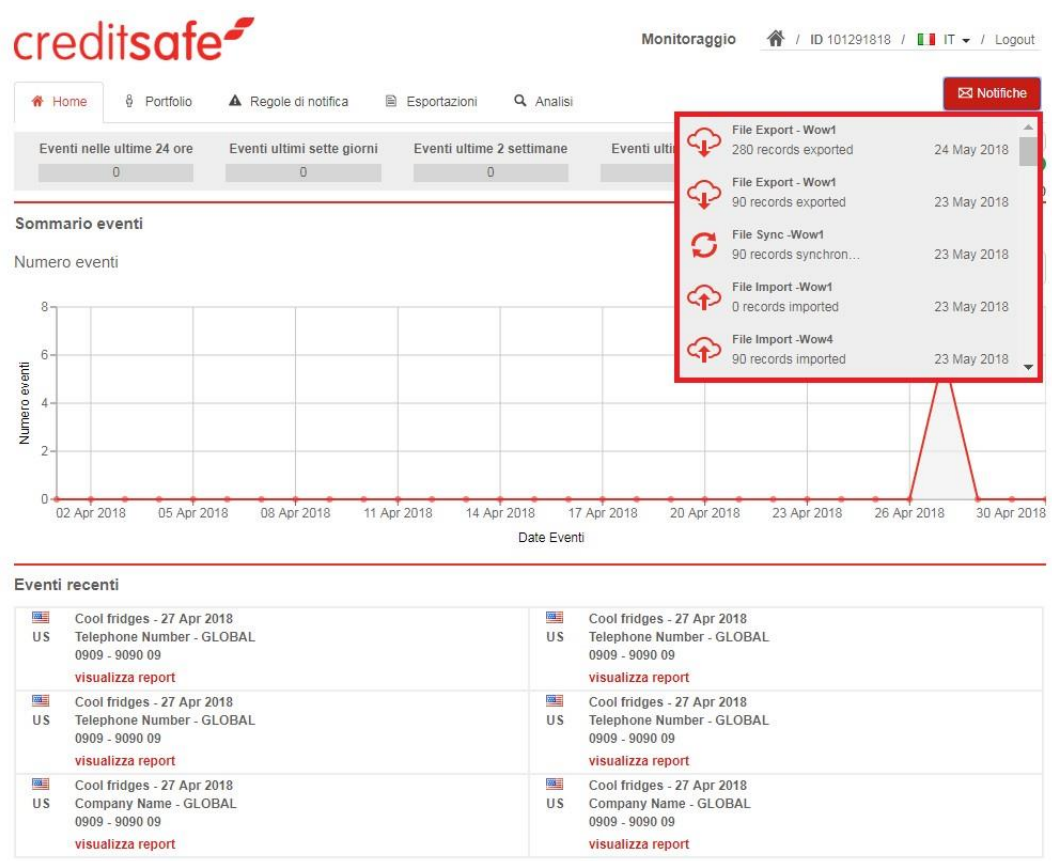 creditsafe
Monitoraggio / ID 101291818 / IT / Logout
Home Portfolio Regole di notifica Esportazioni Analisi Notifiche
Eventi nelle ultime 24 ore Eventi ultimi sette giorni Eventi ultime 2 settimane Eventi
0 0 0
File Export - Wow1
280 records exported 24 May 2018
File Export - Wow1
90 records exported 23 May 2018
File Sync -Wow1
90 records synchron... 23 May 2018
File Import -Wow1
0 records imported 23 May 2018
File Import -Wow4
90 records imported 23 May 2018
Sommario eventi
Numero eventi
Numero eventi
8
6
4
2
0
02 Apr 2018 05 Apr 2018 08 Apr 2018 11 Apr 2018 14 Apr 2018 17 Apr 2018 20 Apr 2018 23 Apr 2018 26 Apr 2018 30 Apr 2018
Date Eventi
Eventi recenti
US
Cool fridges - 27 Apr 2018
Telephone Number - GLOBAL
0909 - 9090 09
visualizza report
US
Cool fridges - 27 Apr 2018
Telephone Number - GLOBAL
0909 - 9090 09
visualizza report
US
Cool fridges - 27 Apr 2018
Telephone Number - GLOBAL
0909 - 9090 09
visualizza report
US
Cool fridges - 27 Apr 2018
Telephone Number - GLOBAL
0909 - 9090 09
visualizza report
US
Cool fridges - 27 Apr 2018
Company Name - GLOBAL
0909 - 9090 09
visualizza report
US
Cool fridges - 27 Apr 2018
Company Name - GLOBAL
0909 - 9090 09
visualizza report